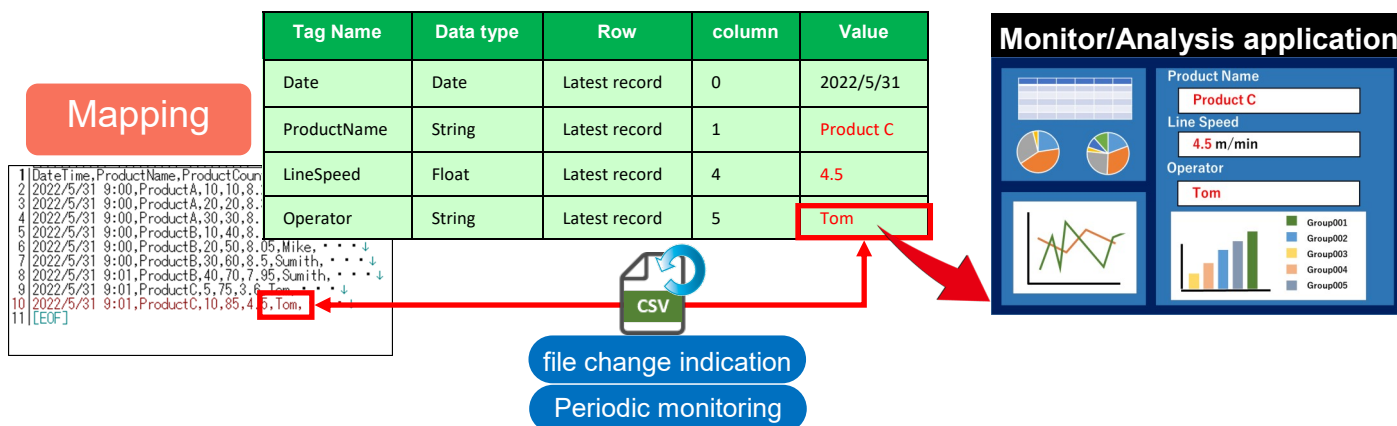 Mapping
Tag Name Data type Row column Value
Date Date Latest record 0 2022/5/31
ProductName String Latest record 1 Product C
LineSpeed Float Latest record 4 4.5
Operator String Latest record 5 Tom
1 DateTime,ProductName,ProductCoun
2 2022/5/31 9:00,ProductA,10,10,8.
3 2022/5/31 9:00,ProductA,20,20,8.
4 2022/5/31 9:00,ProductA,30,30,8.
5 2022/5/31 9:00,ProductB,10,40,8.
6 2022/5/31 9:00,ProductB,20,50,8.05,Mike,・・・↓
7 2022/5/31 9:00,ProductB,30,60,8.5,Sumith,・・・↓
8 2022/5/31 9:01,ProductB,40,70,7.95,Sumith,・・・↓
9 2022/5/31 9:01,ProductC,5,75,3.6,Tom,・・・↓
10 2022/5/31 9:01,ProductC,10,85,4.5,Tom,
11 [EOF]
CSV
file change indication
Periodic monitoring
Monitor/Analysis application
Product Name
Product C
Line Speed
4.5 m/min
Operator
Tom
Group001
Group002
Group003
Group004
Group005